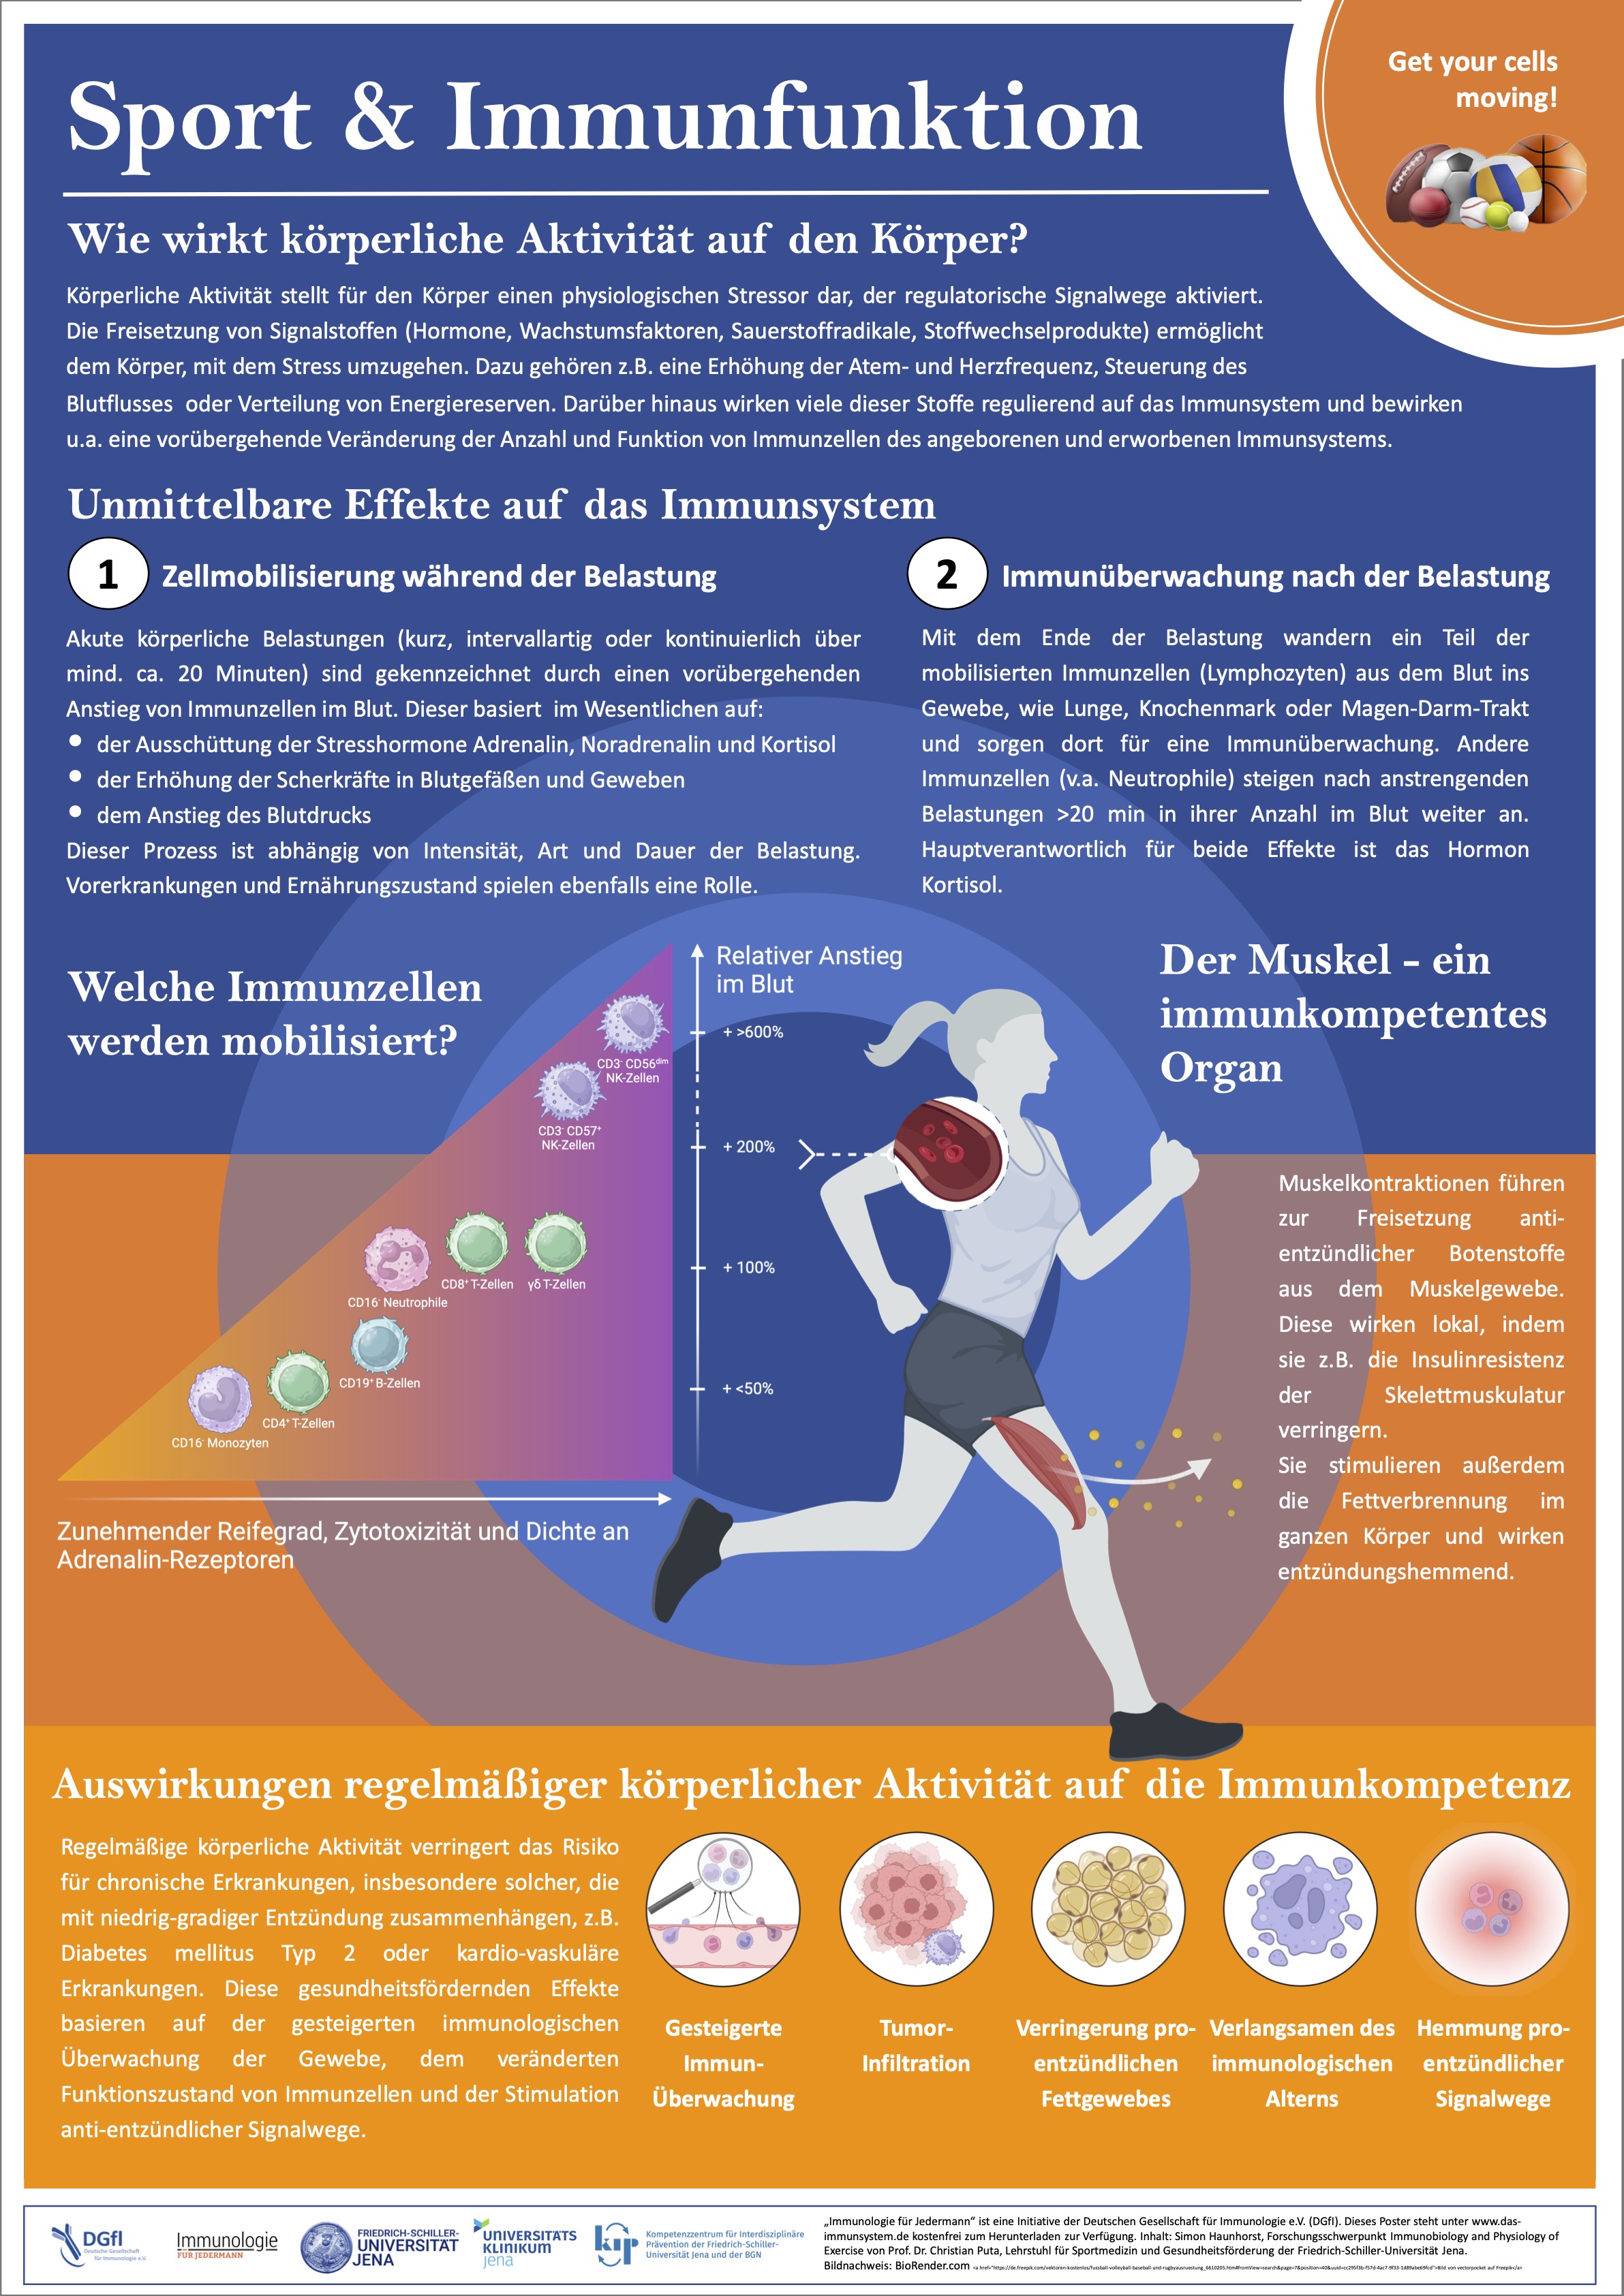 Get your cells
moving!
Sport & Immunfunktion
Wie wirkt körperliche Aktivität auf den Körper?
Körperliche Aktivität stellt für den Körper einen physiologischen Stressor dar, der regulatorische Signalwege aktiviert.
Die Freisetzung von Signalstoffen (Hormone, Wachstumsfaktoren, Sauerstoffradikale, Stoffwechselprodukte) ermöglicht
dem Körper, mit dem Stress umzugehen. Dazu gehören z.B. eine Erhöhung der Atem- und Herzfrequenz, Steuerung des
Blutflusses oder Verteilung von Energiereserven. Darüber hinaus wirken viele dieser Stoffe regulierend auf das Immunsystem und bewirken
u.a. eine vorübergehende Veränderung der Anzahl und Funktion von Immunzellen des angeborenen und erworbenen Immunsystems.
Unmittelbare Effekte auf das Immunsystem
1 Zellmobilisierung während der Belastung
Akute körperliche Belastungen (kurz, intervallartig oder kontinuierlich über
mind. ca. 20 Minuten) sind gekennzeichnet durch einen vorübergehenden
Anstieg von Immunzellen im Blut. Dieser basiert im Wesentlichen auf:
• der Ausschüttung der Stresshormone Adrenalin, Noradrenalin und Kortisol
• der Erhöhung der Scherkräfte in Blutgefäßen und Geweben
• dem Anstieg des Blutdrucks
Dieser Prozess ist abhängig von Intensität, Art und Dauer der Belastung.
Vorerkrankungen und Ernährungszustand spielen ebenfalls eine Rolle.
2 Immunüberwachung nach der Belastung
Mit dem Ende der Belastung wandern ein Teil der
mobilisierten Immunzellen (Lymphozyten) aus dem Blut ins
Gewebe, wie Lunge, Knochenmark oder Magen-Darm-Trakt
und sorgen dort für eine Immunüberwachung. Andere
Immunzellen (v.a. Neutrophile) steigen nach anstrengenden
Belastungen >20 min in ihrer Anzahl im Blut weiter an.
Hauptverantwortlich für beide Effekte ist das Hormon
Kortisol.
Welche Immunzellen
werden mobilisiert?
Relativer Anstieg
im Blut
+ >600%
+ 200%
+ 100%
+ <50%
CD3⁻ CD56ᵈⁱᵐ
NK-Zellen
CD3⁻ CD57⁺
NK-Zellen
CD8⁺ T-Zellen
γδ T-Zellen
CD16⁻ Neutrophile
CD19⁺ B-Zellen
CD4⁺ T-Zellen
CD16⁻ Monozyten
Zunehmender Reifegrad, Zytotoxizität und Dichte an
Adrenalin-Rezeptoren
Der Muskel - ein
immunkompetentes
Organ
Muskelkontraktionen führen
zur Freisetzung anti-
entzündlicher Botenstoffe
aus dem Muskelgewebe.
Diese wirken lokal, indem
sie z.B. die Insulinresistenz
der Skelettmuskulatur
verringern.
Sie stimulieren außerdem
die Fettverbrennung im
ganzen Körper und wirken
entzündungshemmend.
Auswirkungen regelmäßiger körperlicher Aktivität auf die Immunkompetenz
Regelmäßige körperliche Aktivität verringert das Risiko
für chronische Erkrankungen, insbesondere solcher, die
mit niedrig-gradiger Entzündung zusammenhängen, z.B.
Diabetes mellitus Typ 2 oder kardio-vaskuläre
Erkrankungen. Diese gesundheitsfördernden Effekte
basieren auf der gesteigerten immunologischen
Überwachung der Gewebe, dem veränderten
Funktionszustand von Immunzellen und der Stimulation
anti-entzündlicher Signalwege.
Gesteigerte
Immun-
Überwachung
Tumor-
Infiltration
Verringerung pro-
entzündlichen
Fettgewebes
Verlangsamen des
immunologischen
Alterns
Hemmung pro-
entzündlicher
Signalwege
DGfI
Deutsche Gesellschaft
für Immunologie e.V.
Immunologie
FÜR JEDERMANN
FRIEDRICH-SCHILLER-
UNIVERSITÄT
JENA
UNIVERSITÄTS
KLINIKUM
jena
kip
Kompetenzzentrum für Interdisziplinäre
Prävention der Friedrich-Schiller-
Universität Jena und der BGN
„Immunologie für Jedermann“ ist eine Initiative der Deutschen Gesellschaft für Immunologie e.V. (DGfI). Dieses Poster steht unter www.das-
immunsystem.de kostenfrei zum Herunterladen zur Verfügung. Inhalt: Simon Haunhorst, Forschungsschwerpunkt Immunobiology and Physiology of
Exercise von Prof. Dr. Christian Puta, Lehrstuhl für Sportmedizin und Gesundheitsförderung der Friedrich-Schiller-Universität Jena.
Bildnachweis: BioRender.com